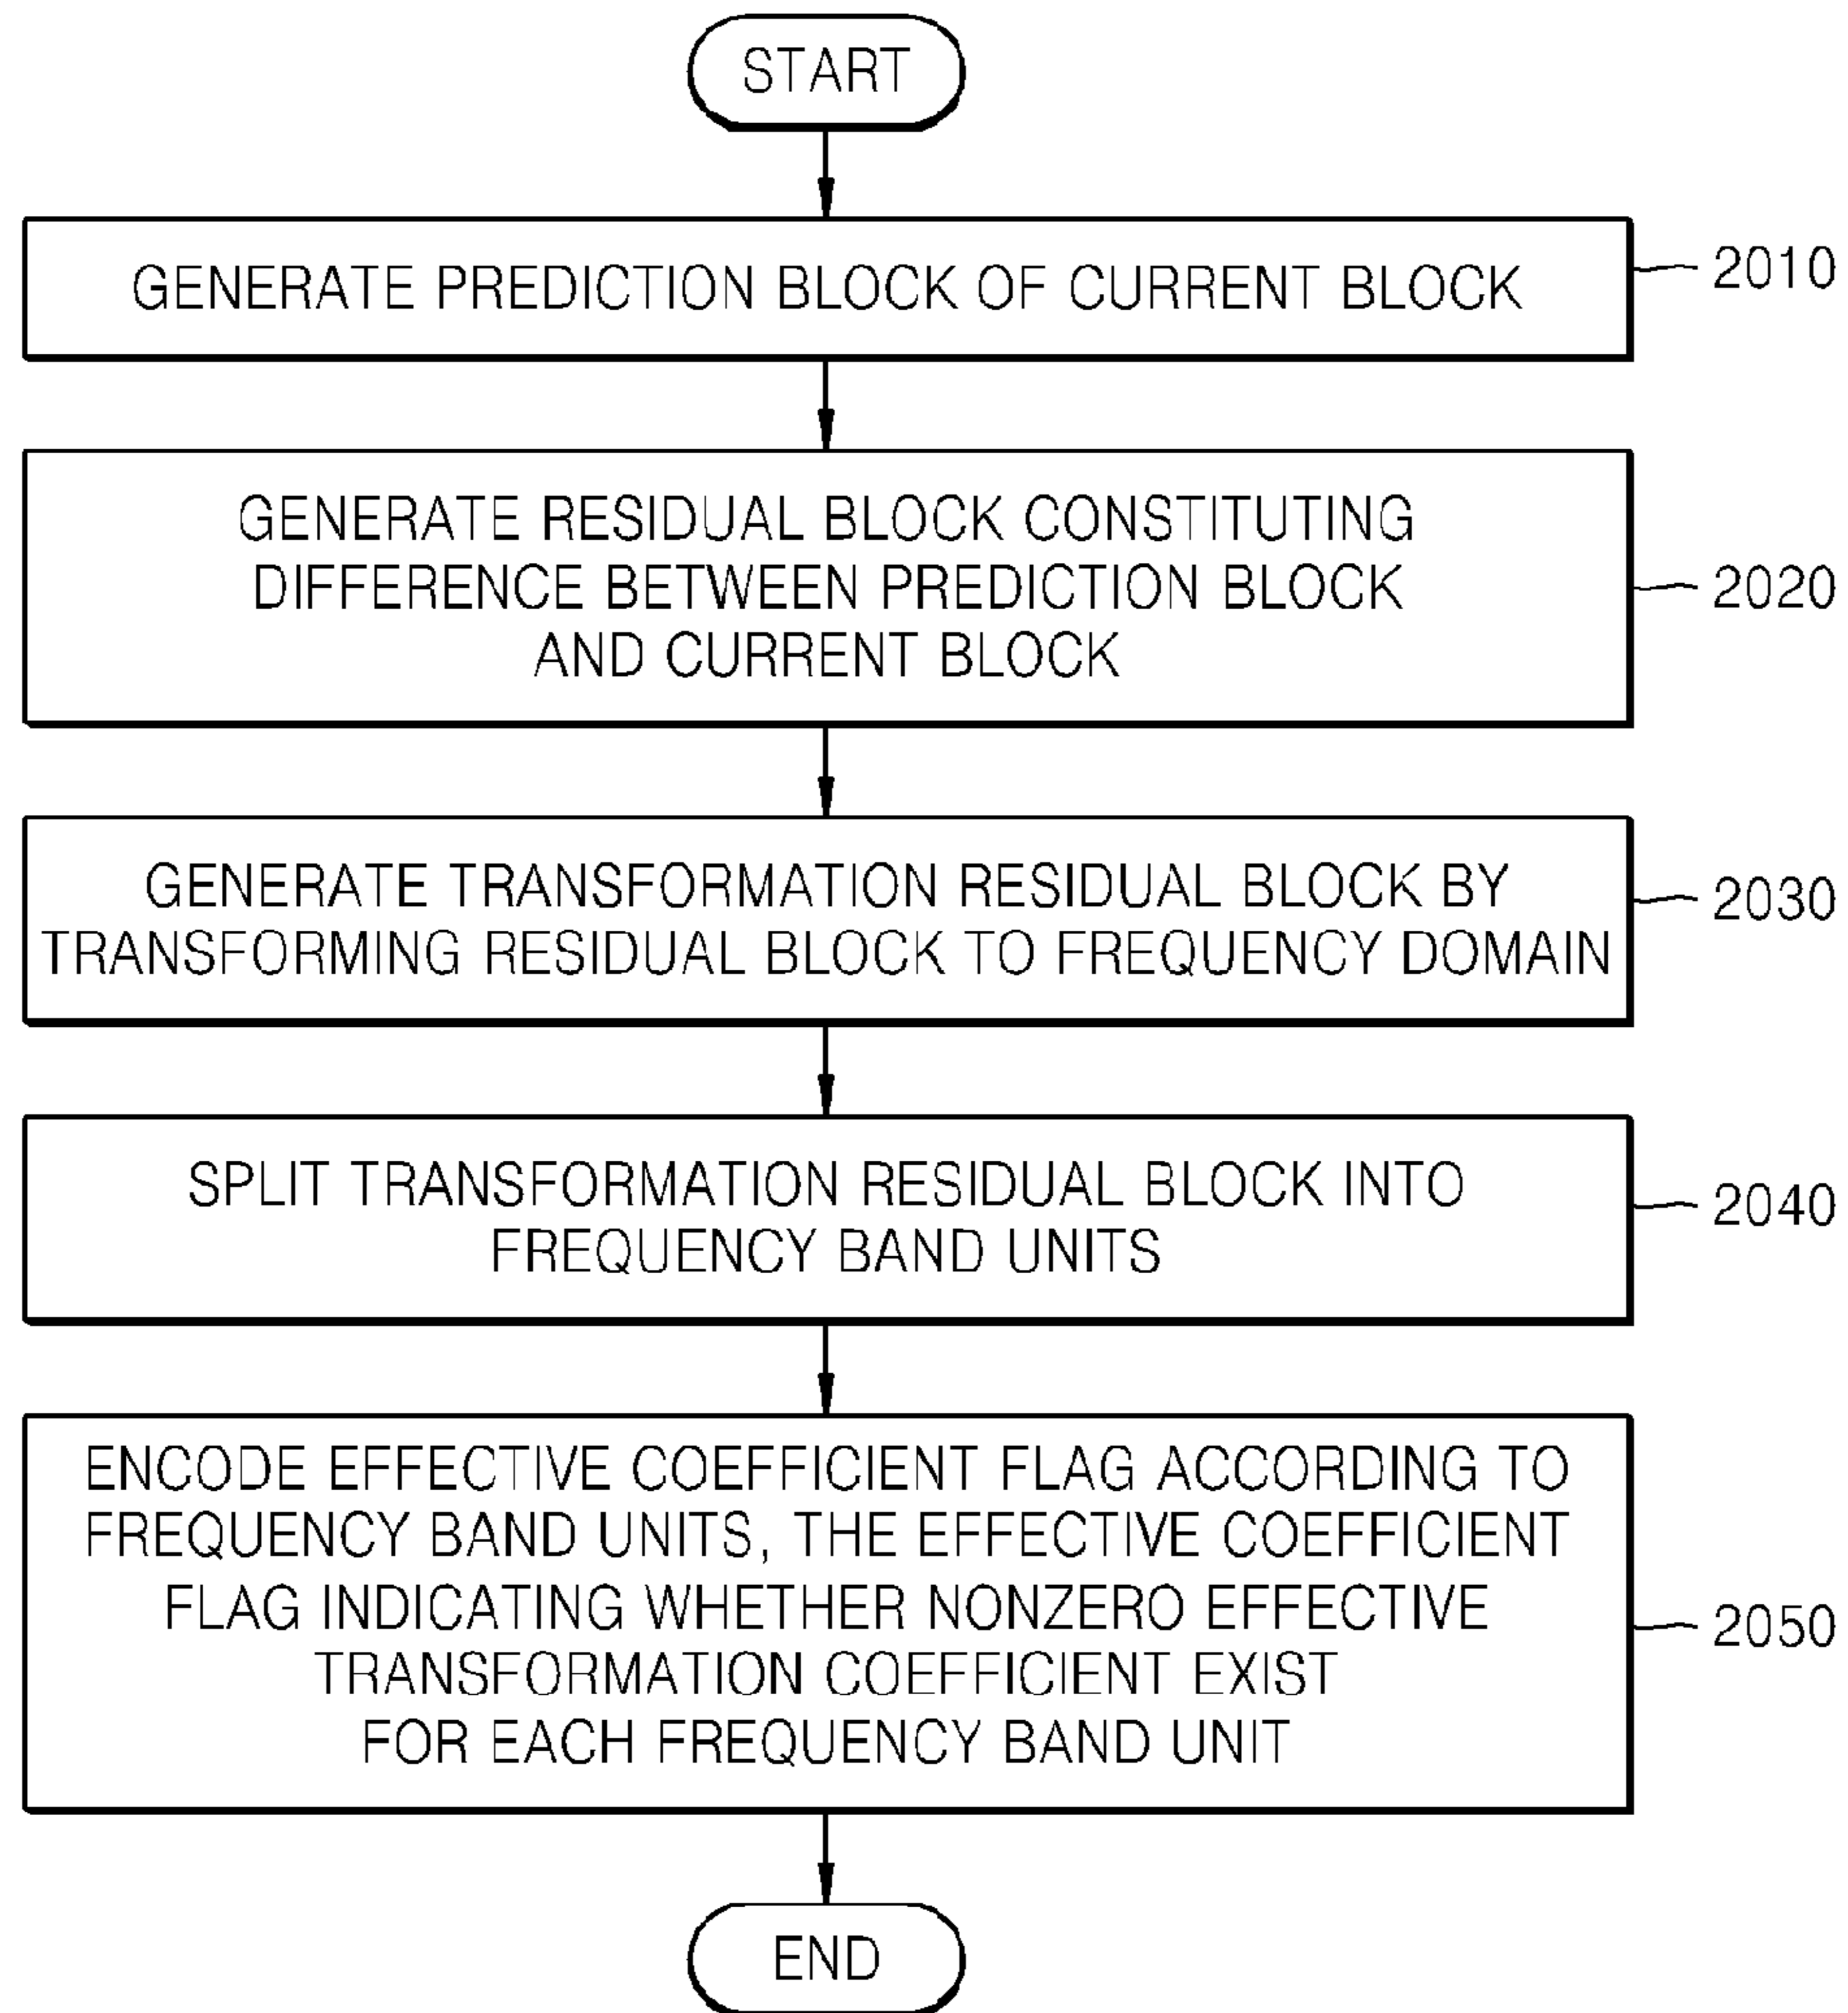 START
GENERATE PREDICTION BLOCK OF CURRENT BLOCK
2010
GENERATE RESIDUAL BLOCK CONSTITUTING
DIFFERENCE BETWEEN PREDICTION BLOCK
AND CURRENT BLOCK
2020
GENERATE TRANSFORMATION RESIDUAL BLOCK BY
TRANSFORMING RESIDUAL BLOCK TO FREQUENCY DOMAIN
2030
SPLIT TRANSFORMATION RESIDUAL BLOCK INTO
FREQUENCY BAND UNITS
2040
ENCODE EFFECTIVE COEFFICIENT FLAG ACCORDING TO
FREQUENCY BAND UNITS, THE EFFECTIVE COEFFICIENT
FLAG INDICATING WHETHER NONZERO EFFECTIVE
TRANSFORMATION COEFFICIENT EXIST
FOR EACH FREQUENCY BAND UNIT
2050
END